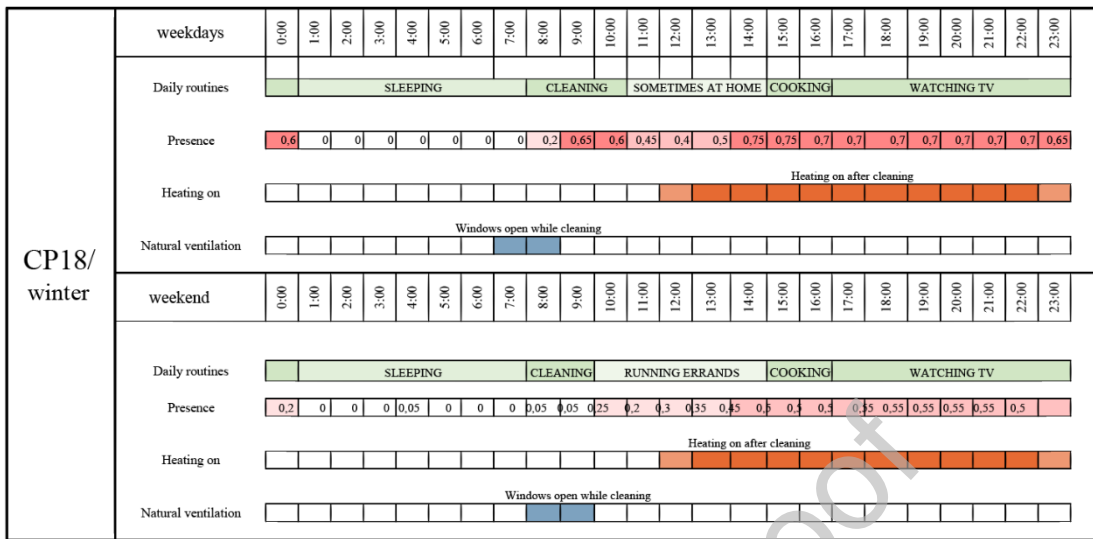 CP18/
winter
weekdays 0:00 1:00 2:00 3:00 4:00 05:00 6:00 7:00 8:00 9:00 10:00 11:00 12:00 13:00 14:00 15:00 16:00 17:00 18:00 19:00 20:00 21:00 22:00 23:00
Daily routines SLEEPING CLEANING SOMETIMES AT HOME COOKING WATCHING TV
Presence 0,6 0 0 0 0 0 0 0 0,2 0,65 0,6 0,45 0,4 0,5 0,75 0,75 0,7 0,7 0,7 0,7 0,7 0,7 0,7 0,65
Heating on after cleaning
Heating on
Windows open while cleaning
Natural ventilation
weekend 0:00 1:00 2:00 3:00 4:00 05:00 6:00 7:00 8:00 9:00 10:00 11:00 12:00 13:00 14:00 15:00 16:00 17:00 18:00 19:00 20:00 21:00 22:00 23:00
Daily routines SLEEPING CLEANING RUNNING ERRANDS COOKING WATCHING TV
Presence 0,2 0 0 0 0,05 0 0 0 0,05 0,05 0,25 0,2 0,3 0,35 0,45 0,5 0,5 0,5 0,55 0,55 0,55 0,55 0,55 0,5
Heating on after cleaning
Heating on
Windows open while cleaning
Natural ventilation
oof